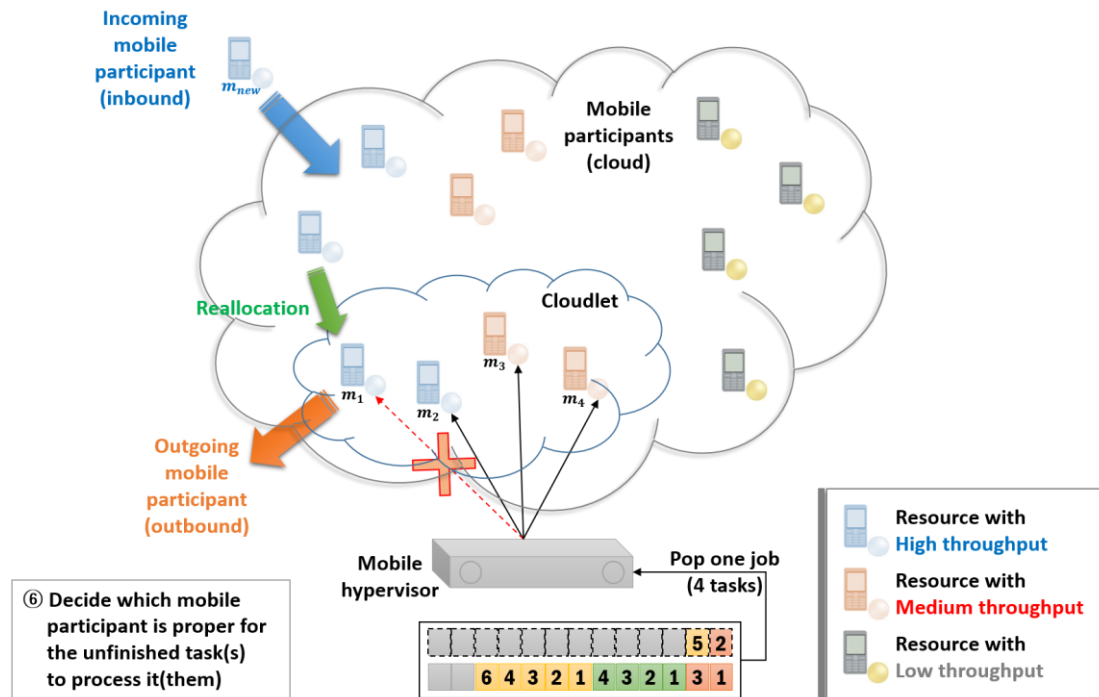 Incoming
mobile
participant
(inbound)
m_new
Mobile
participants
(cloud)
Reallocation
Cloudlet
m_1
m_2
m_3
m_4
Outgoing
mobile
participant
(outbound)
Mobile
hypervisor
Pop one job
(4 tasks)
⑥ Decide which mobile
participant is proper for
the unfinished task(s)
to process it(them)
5 2
6 4 3 2 1 4 3 2 1 3 1
Resource with
High throughput
Resource with
Medium throughput
Resource with
Low throughput